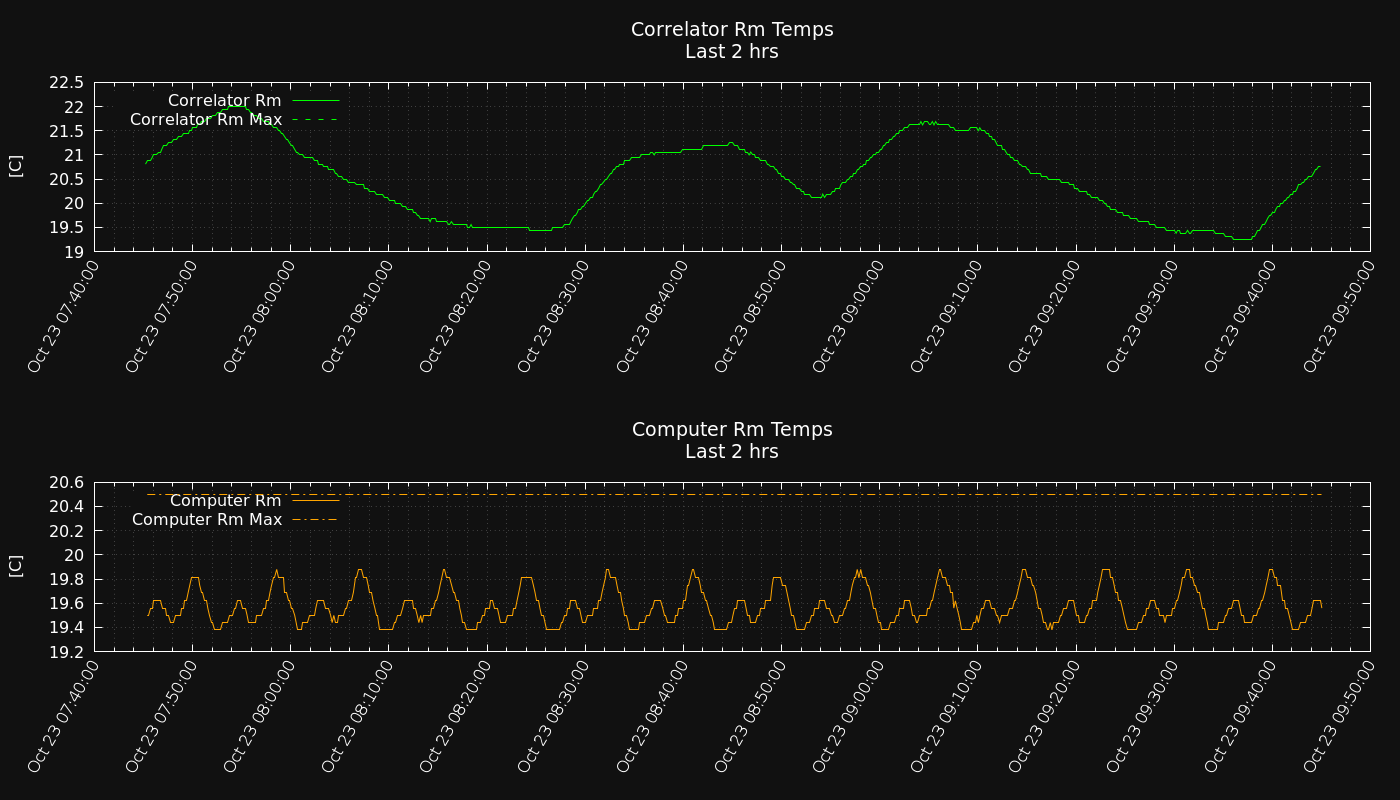 Correlator Rm Temps
Last 2 hrs
22.5
22
21.5
21
20.5
20
19.5
19
[C]
Correlator Rm
Correlator Rm Max
Oct 23 07:40:00
Oct 23 07:50:00
Oct 23 08:00:00
Oct 23 08:10:00
Oct 23 08:20:00
Oct 23 08:30:00
Oct 23 08:40:00
Oct 23 08:50:00
Oct 23 09:00:00
Oct 23 09:10:00
Oct 23 09:20:00
Oct 23 09:30:00
Oct 23 09:40:00
Oct 23 09:50:00
Computer Rm Temps
Last 2 hrs
20.6
20.4
20.2
20
19.8
19.6
19.4
19.2
[C]
Computer Rm
Computer Rm Max
Oct 23 07:40:00
Oct 23 07:50:00
Oct 23 08:00:00
Oct 23 08:10:00
Oct 23 08:20:00
Oct 23 08:30:00
Oct 23 08:40:00
Oct 23 08:50:00
Oct 23 09:00:00
Oct 23 09:10:00
Oct 23 09:20:00
Oct 23 09:30:00
Oct 23 09:40:00
Oct 23 09:50:00